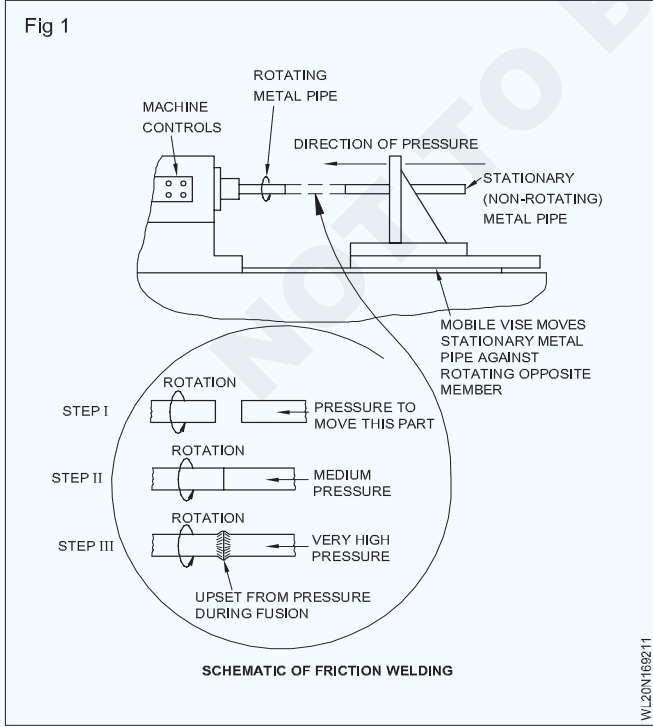 Fig 1
ROTATING
METAL PIPE
MACHINE
CONTROLS
DIRECTION OF PRESSURE
STATIONARY
(NON-ROTATING)
METAL PIPE
MOBILE VISE MOVES
STATIONARY METAL
PIPE AGAINST
ROTATING OPPOSITE
MEMBER
ROTATION
STEP I
PRESSURE TO
MOVE THIS PART
ROTATION
STEP II
MEDIUM
PRESSURE
ROTATION
STEP III
VERY HIGH
PRESSURE
UPSET FROM PRESSURE
DURING FUSION
SCHEMATIC OF FRICTION WELDING
WL20N169211
NOT TO B